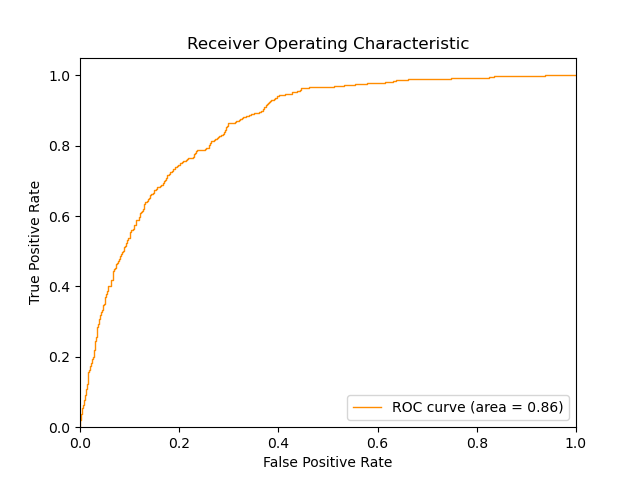 Receiver Operating Characteristic
True Positive Rate
1.0
0.8
0.6
0.4
0.2
0.0
ROC curve (area = 0.86)
0.0 0.2 0.4 0.6 0.8 1.0
False Positive Rate